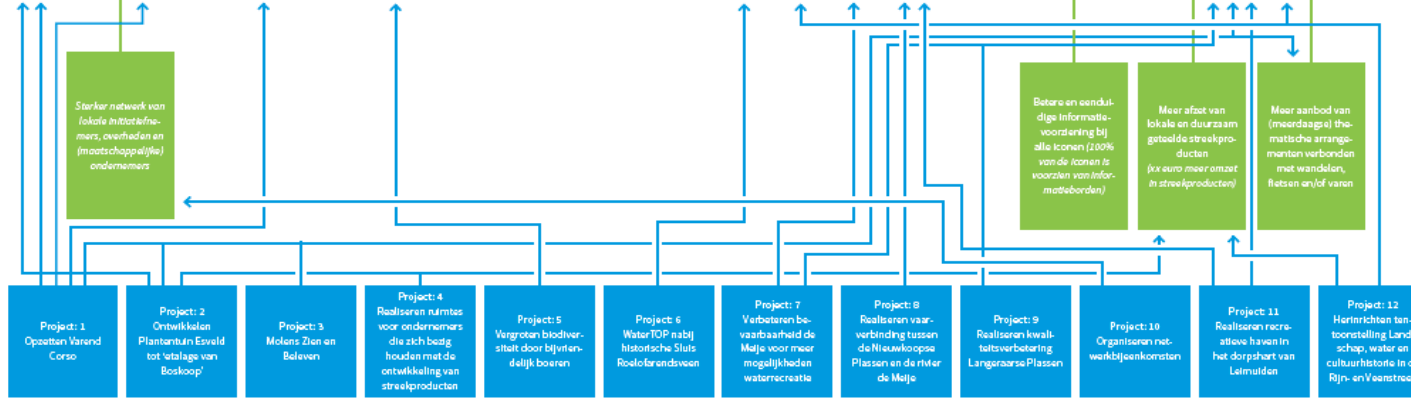 Sterker netwerk van
lokale initiatiefne-
mers, overheden en
(maatschappelijke)
ondernemers
Betere en eendui-
dige informatie-
voorziening bij
alle iconen (100%
van de iconen is
voorzien van infor-
matieborden)
Meer afzet van
lokale en duurzaam
geteelde streekpro-
ducten
(xx euro meer omzet
in streekproducten)
Meer aanbod van
(meerdaagse) the-
matische arrange-
menten verbonden
met wandelen,
fietsen en/of varen
Project: 1
Opzetten Varend
Corso
Project: 2
Ontwikkelen
Plantentuin Esveld
tot 'etalage van
Boskoop'
Project: 3
Molens Zien en
Beleven
Project: 4
Realiseren ruimtes
voor ondernemers
die zich bezig
houden met de
ontwikkeling van
streekproducten
Project: 5
Vergroten biodiver-
siteit door bijvrien-
delijk boeren
Project: 6
WaterTOP nabij
historische Sluis
Roelofarendsveen
Project: 7
Verbeteren be-
vaarbaarheid de
Meije voor meer
mogelijkheden
waterrecreatie
Project: 8
Realiseren vaar-
verbinding tussen
de Nieuwkoopse
Plassen en de rivier
de Meije
Project: 9
Realiseren kwali-
teitsverbetering
Langeraarse Plassen
Project: 10
Organiseren net-
werkbijeenkomsten
Project: 11
Realiseren recre-
atieve haven in
het dorpshart van
Leimuiden
Project: 12
Herinrichten ten-
toonstelling Land
schap, water en
cultuurhistorie in
Rijn- en Veenstree